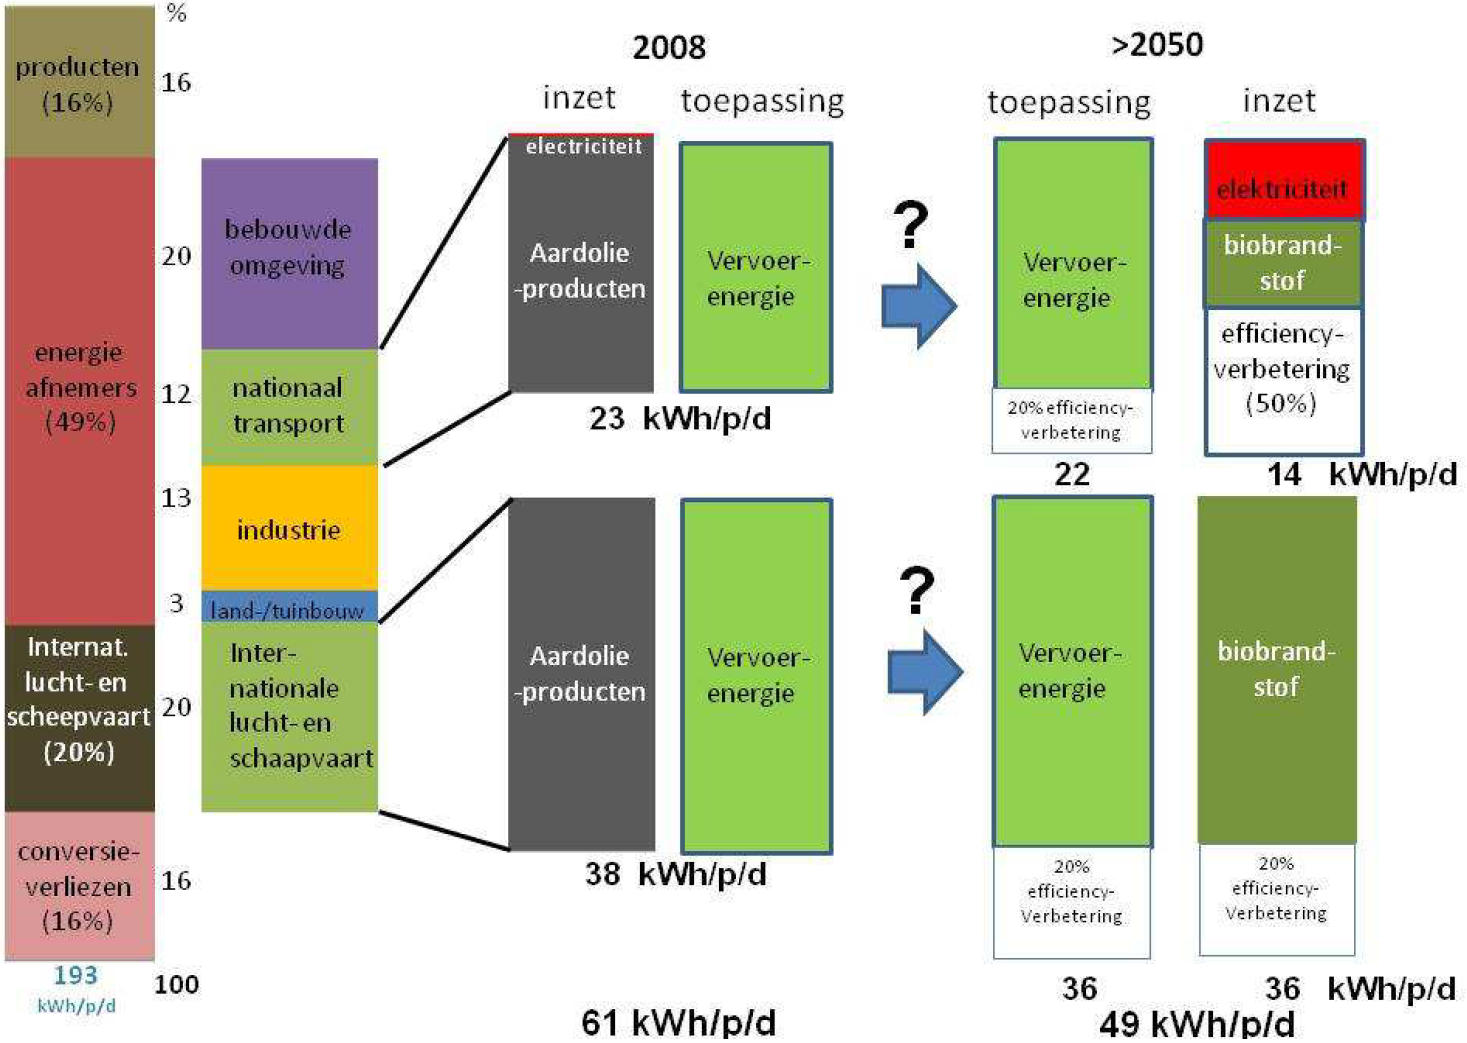 %
producten
(16%)
16
energie
afnemers
(49%)
20
12
13
3
Internat.
lucht- en
scheepvaart
(20%)
20
conversie-
verliezen
(16%)
16
193
kWh/p/d
100
bebouwde
omgeving
nationaal
transport
industrie
land-/tuinbouw
Inter-
nationale
lucht- en
schaapvaart
2008
inzet
toepassing
electriciteit
Aardolie
-producten
Vervoer-
energie
23 kWh/p/d
Aardolie
-producten
Vervoer-
energie
38 kWh/p/d
61 kWh/p/d
?
?
>2050
toepassing
inzet
Vervoer-
energie
20% efficiency-
verbetering
22
elektriciteit
biobrand-
stof
efficiency-
verbetering
(50%)
14 kWh/p/d
Vervoer-
energie
20%
efficiency-
Verbetering
36
biobrand-
stof
20%
efficiency-
Verbetering
36 kWh/p/d
49 kWh/p/d